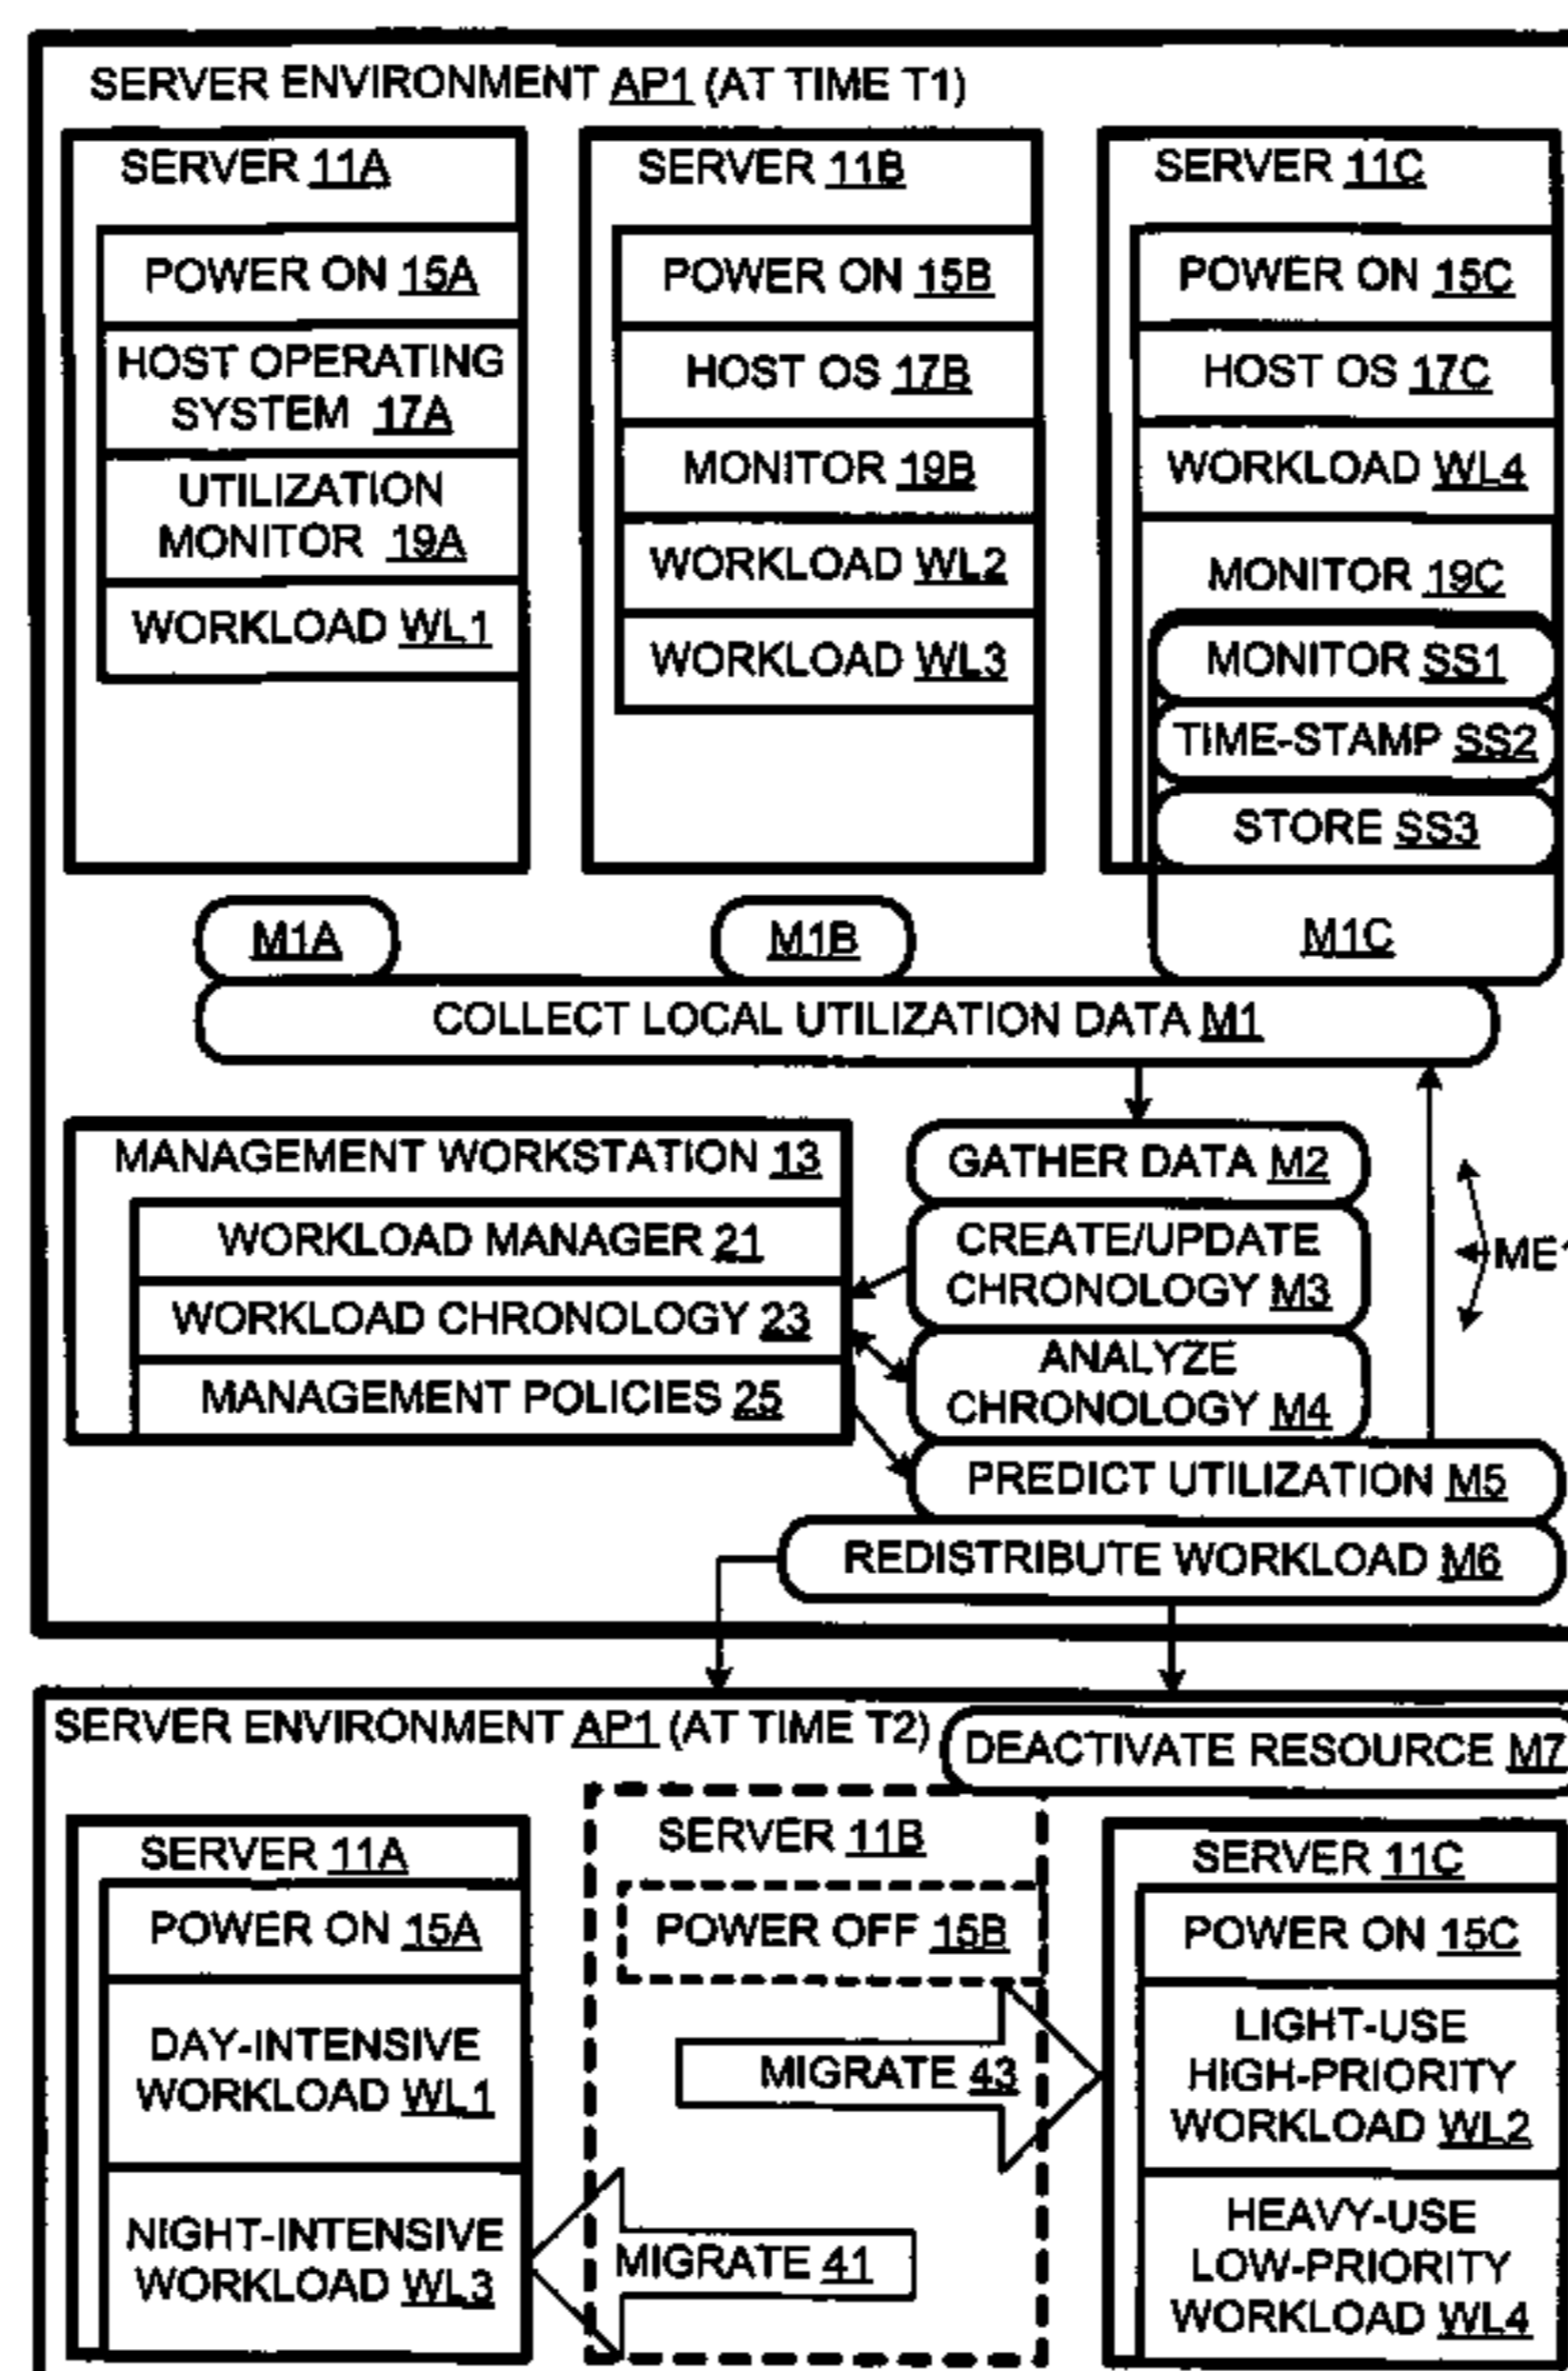 SERVER ENVIRONMENT AP1 (AT TIME T1)
SERVER 11A
POWER ON 15A
HOST OPERATING
SYSTEM 17A
UTILIZATION
MONITOR 19A
WORKLOAD WL1
SERVER 11B
POWER ON 15B
HOST OS 17B
MONITOR 19B
WORKLOAD WL2
WORKLOAD WL3
SERVER 11C
POWER ON 15C
HOST OS 17C
WORKLOAD WL4
MONITOR 19C
MONITOR SS1
TIME-STAMP SS2
STORE SS3
M1A
M1B
M1C
COLLECT LOCAL UTILIZATION DATA M1
MANAGEMENT WORKSTATION 13
WORKLOAD MANAGER 21
WORKLOAD CHRONOLOGY 23
MANAGEMENT POLICIES 25
GATHER DATA M2
CREATE/UPDATE
CHRONOLOGY M3
ANALYZE
CHRONOLOGY M4
PREDICT UTILIZATION M5
REDISTRIBUTE WORKLOAD M6
ME1
SERVER ENVIRONMENT AP1 (AT TIME T2)
DEACTIVATE RESOURCE M7
SERVER 11A
POWER ON 15A
DAY-INTENSIVE
WORKLOAD WL1
NIGHT-INTENSIVE
WORKLOAD WL3
SERVER 11B
POWER OFF 15B
MIGRATE 43
MIGRATE 41
SERVER 11C
POWER ON 15C
LIGHT-USE
HIGH-PRIORITY
WORKLOAD WL2
HEAVY-USE
LOW-PRIORITY
WORKLOAD WL4